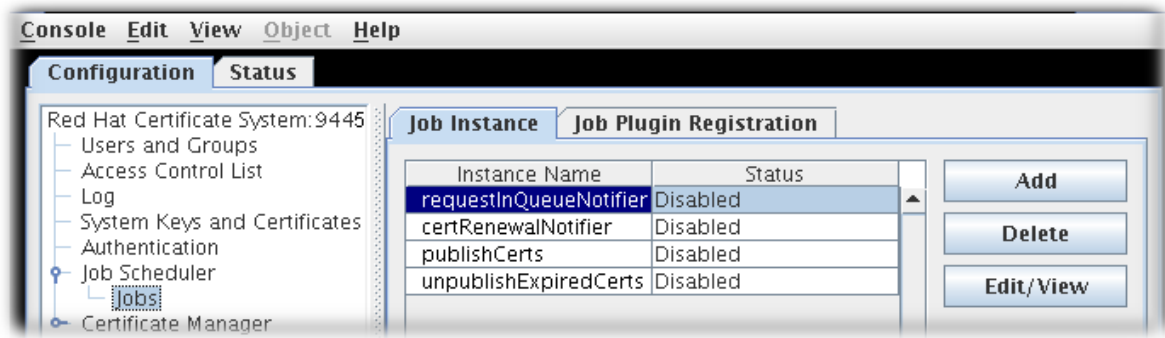 Console Edit View Object Help
Configuration Status
Red Hat Certificate System:9445
Users and Groups
Access Control List
Log
System Keys and Certificates
Authentication
Job Scheduler
Jobs
Certificate Manager
Job Instance Job Plugin Registration
Instance Name Status
requestInQueueNotifier Disabled
certRenewalNotifier Disabled
publishCerts Disabled
unpublishExpiredCerts Disabled
Add
Delete
Edit/View